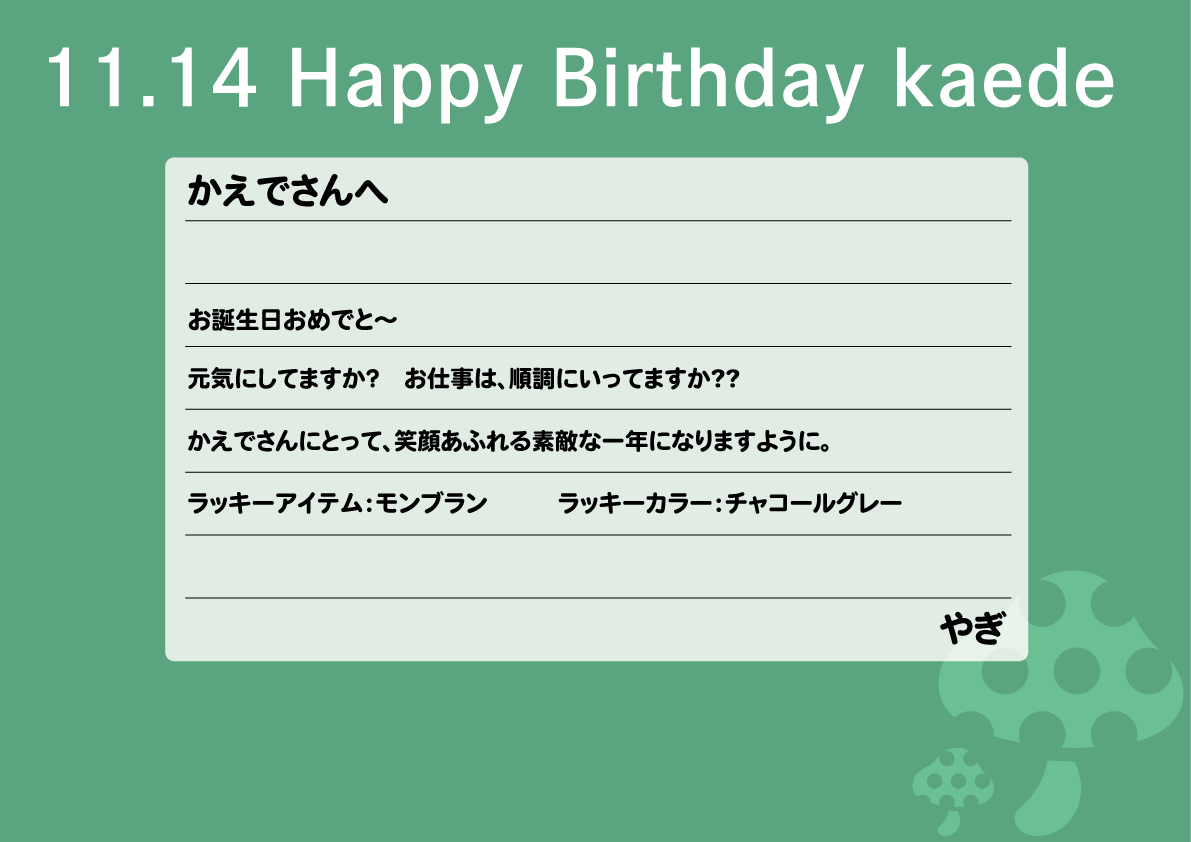 11.14 Happy Birthday kaede
かえでさんへ
お誕生日おめでと～
元気にしてますか?　お仕事は、順調にいってますか??
かえでさんにとって、笑顔あふれる素敵な一年になりますように。
ラッキーアイテム：モンブラン　　　ラッキーカラー：チャコールグレー
やぎ